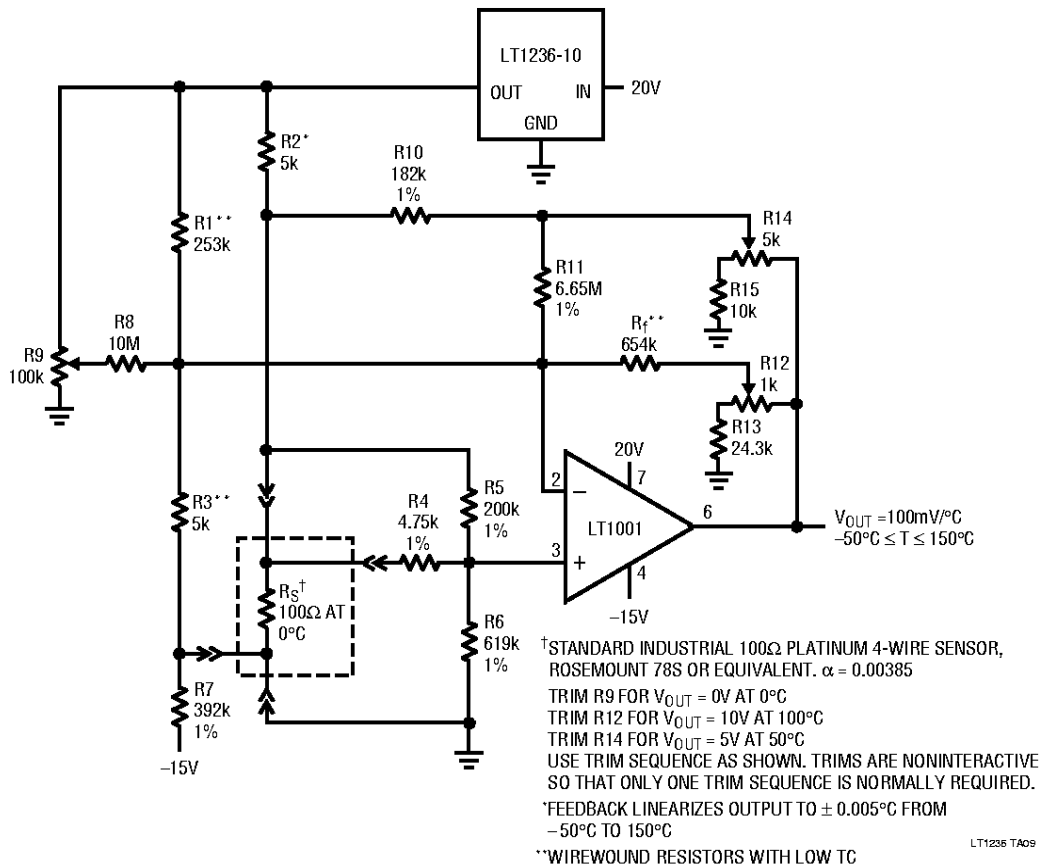 LT1236-10
OUT IN
20V
GND
R2*
5k
R10
182k
1%
R1**
253k
R14
5k
R11
6.65M
1%
R15
10k
R8
10M
Rf**
654k
R9
100k
R12
1k
R13
24.3k
20V
7
R3**
5k
R4
4.75k
1%
R5
200k
1%
2
−
LT1001
6
3
+
4
−15V
VOUT =100mV/°C
−50°C ≤ T ≤ 150°C
RS†
100Ω AT
0°C
R6
619k
1%
R7
392k
1%
−15V
†STANDARD INDUSTRIAL 100Ω PLATINUM 4-WIRE SENSOR,
ROSEMOUNT 78S OR EQUIVALENT. α = 0.00385
TRIM R9 FOR VOUT = 0V AT 0°C
TRIM R12 FOR VOUT = 10V AT 100°C
TRIM R14 FOR VOUT = 5V AT 50°C
USE TRIM SEQUENCE AS SHOWN. TRIMS ARE NONINTERACTIVE
SO THAT ONLY ONE TRIM SEQUENCE IS NORMALLY REQUIRED.
*FEEDBACK LINEARIZES OUTPUT TO ± 0.005°C FROM
−50°C TO 150°C
LT1236 TA09
**WIREWOUND RESISTORS WITH LOW TC